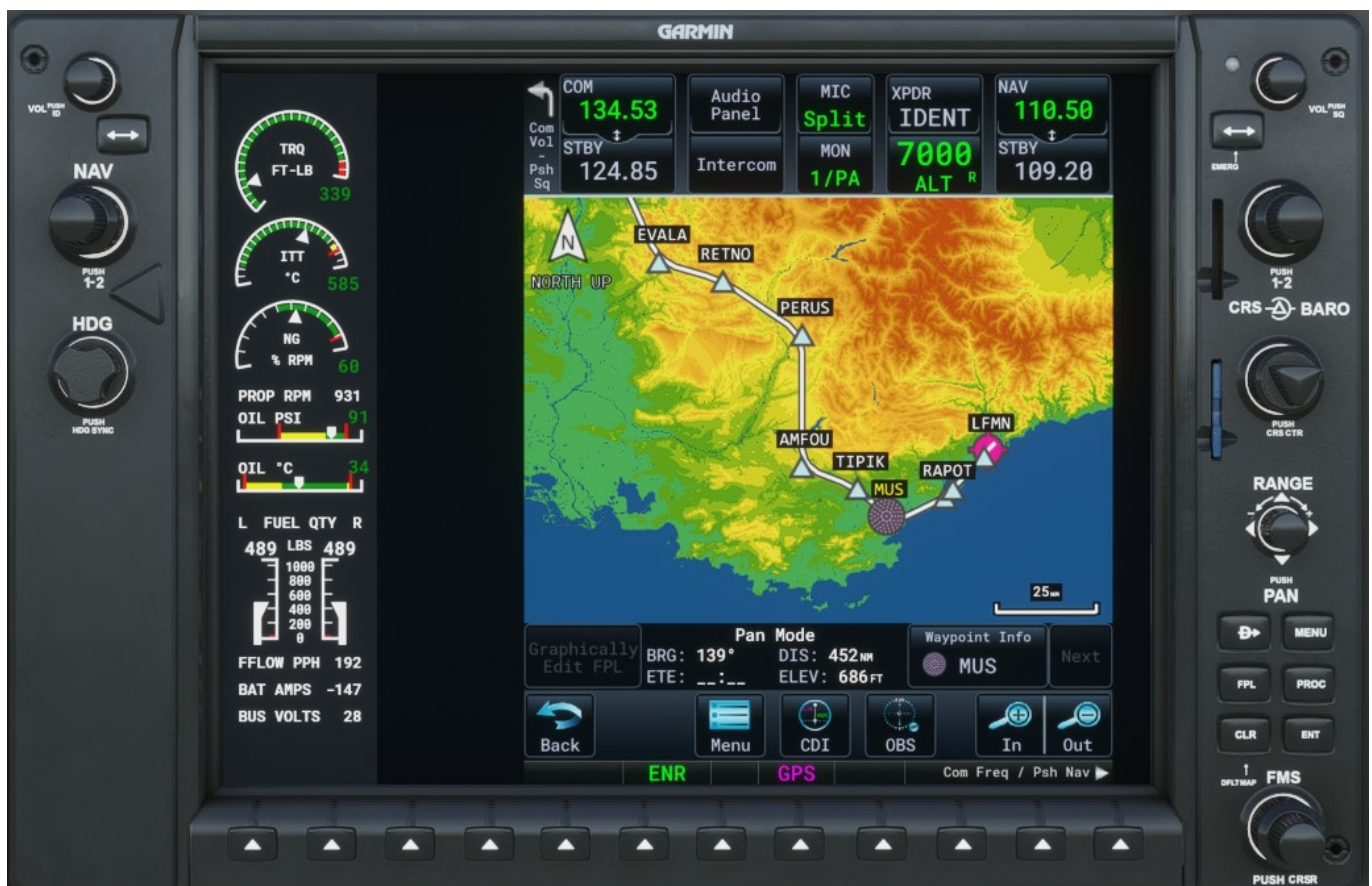 GARMIN
VOL PUSH ID
NAV
PUSH
1-2
HDG
PUSH
HDG SYNC
TRQ
FT-LB
339
ITT
°C
585
NG
% RPM
60
PROP RPM 931
OIL PSI 91
OIL °C 34
L FUEL QTY R
489 LBS 489
1000
800
600
400
200
0
FFLOW PPH 192
BAT AMPS -147
BUS VOLTS 28
Com
Vol
-
Psh
Sq
COM
134.53
STBY
124.85
Audio
Panel
Intercom
MIC
Split
MON
1/PA
XPDR
IDENT
7000
ALT R
NAV
110.50
STBY
109.20
N
NORTH UP
EVALA
RETNO
PERUS
LFMN
AMFOU
TIPIK
RAPOT
MUS
25NM
Graphically
Edit FPL
Pan Mode
BRG: 139° DIS: 452NM
ETE: __:__ ELEV: 686FT
Waypoint Info
MUS
Next
Back
Menu
CDI
OBS
In
Out
ENR
GPS
Com Freq / Psh Nav
VOL PUSH SQ
EMERG
PUSH
1-2
CRS BARO
PUSH
CRS CTR
RANGE
- +
PUSH
PAN
D
MENU
FPL
PROC
CLR
ENT
DFLT MAP
FMS
PUSH CRSR